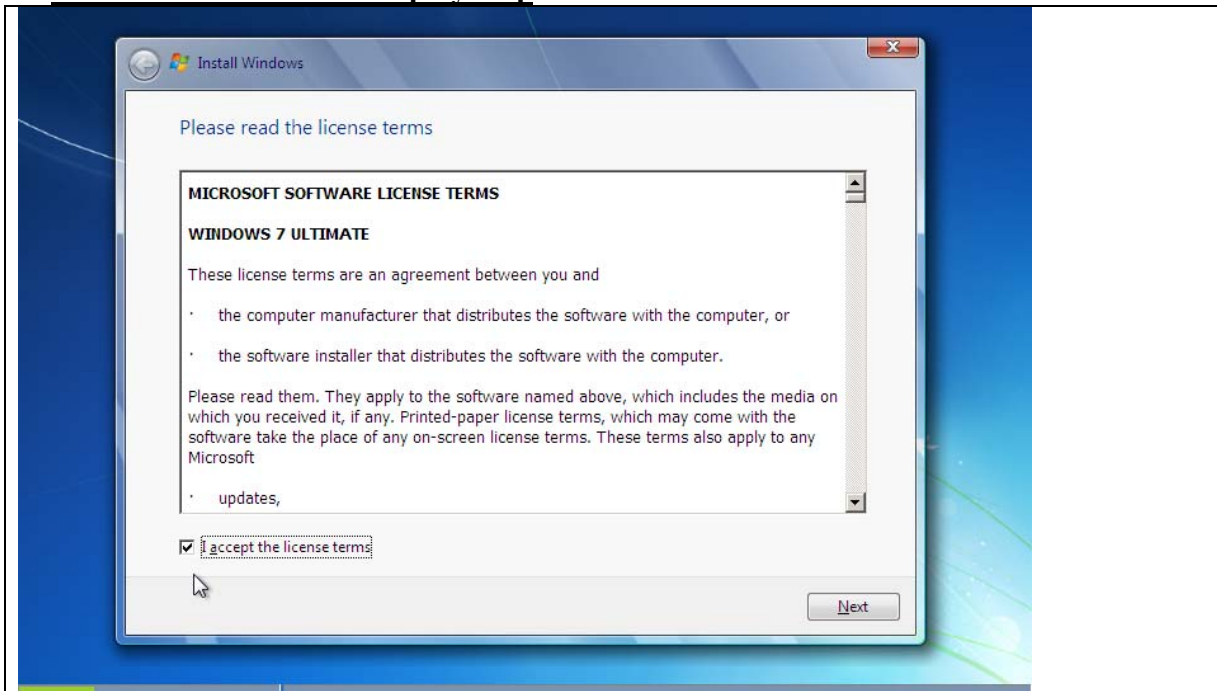 Install Windows
Please read the license terms
MICROSOFT SOFTWARE LICENSE TERMS
WINDOWS 7 ULTIMATE
These license terms are an agreement between you and
· the computer manufacturer that distributes the software with the computer, or
· the software installer that distributes the software with the computer.
Please read them. They apply to the software named above, which includes the media on
which you received it, if any. Printed-paper license terms, which may come with the
software take the place of any on-screen license terms. These terms also apply to any
Microsoft
· updates,
I accept the license terms
Next